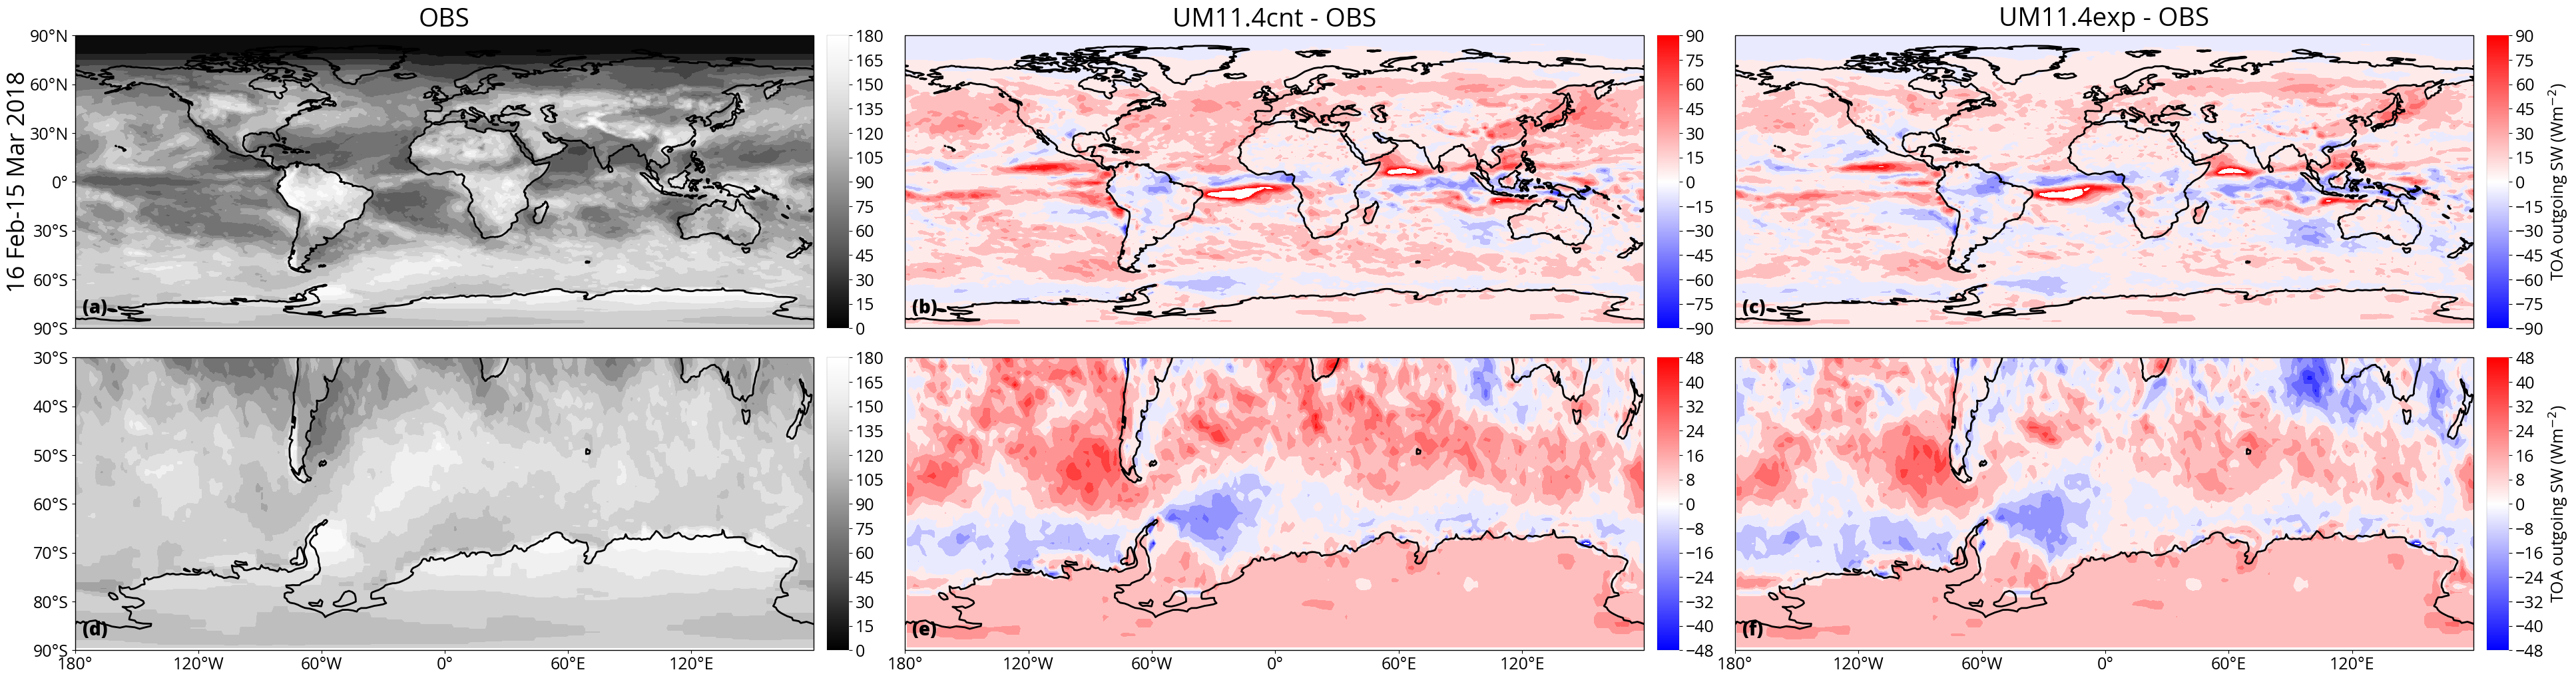 OBS
UM11.4cnt - OBS
UM11.4exp - OBS
16 Feb-15 Mar 2018
90°N
60°N
30°N
0°
30°S
60°S
90°S
(a)
180
165
150
135
120
105
90
75
60
45
30
15
0
(b)
90
75
60
45
30
15
0
−15
−30
−45
−60
−75
−90
(c)
90
75
60
45
30
15
0
−15
−30
−45
−60
−75
−90
TOA outgoing SW (Wm⁻²)
30°S
40°S
50°S
60°S
70°S
80°S
90°S
(d)
180°
120°W
60°W
0°
60°E
120°E
180
165
150
135
120
105
90
75
60
45
30
15
0
(e)
180°
120°W
60°W
0°
60°E
120°E
48
40
32
24
16
8
0
−8
−16
−24
−32
−40
−48
(f)
180°
120°W
60°W
0°
60°E
120°E
48
40
32
24
16
8
0
−8
−16
−24
−32
−40
−48
TOA outgoing SW (Wm⁻²)